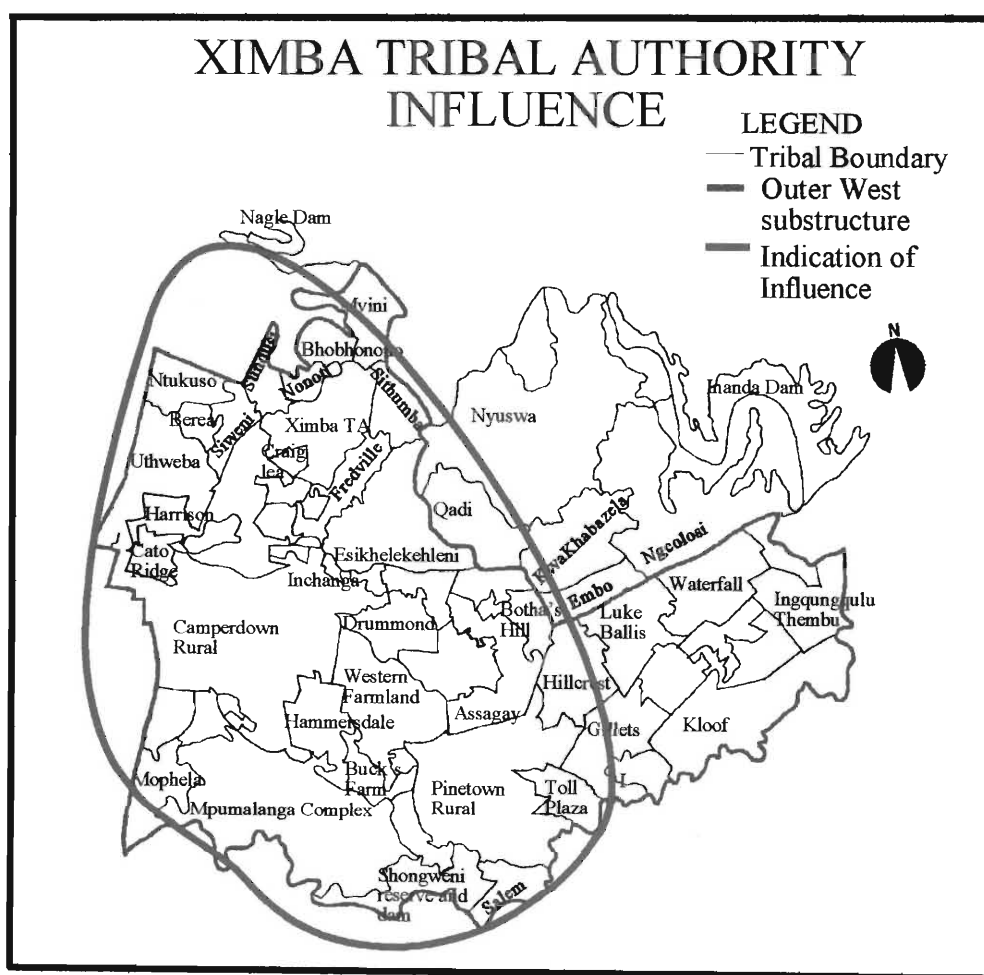 XIMBA TRIBAL AUTHORITY
INFLUENCE
LEGEND
Tribal Boundary
Outer West
substructure
Indication of
Influence
N
Nagle Dam
Bhobhonono
Ntukuso
Nonoti
Sithumba
Nyuswa
Inanda Dam
Berea
Siweni
Ximba TA
Uthweba
Craig
lea
Fredville
Qadi
Harrison
Cato
Ridge
Esikhelekehleni
KwaKhabazela
Ngcolosi
Inchanga
Embo
Waterfall
Botha's
Hill
Luke
Ballis
Ingqungqulu
Thembu
Camperdown
Rural
Drummond
Western
Farmland
Hillcrest
Hammersdale
Assagay
Gillets
Kloof
Mophela
Buck's
Farm
Pinetown
Rural
Toll
Plaza
Mpumalanga Complex
Shongweni
reserve and
dam
Salem